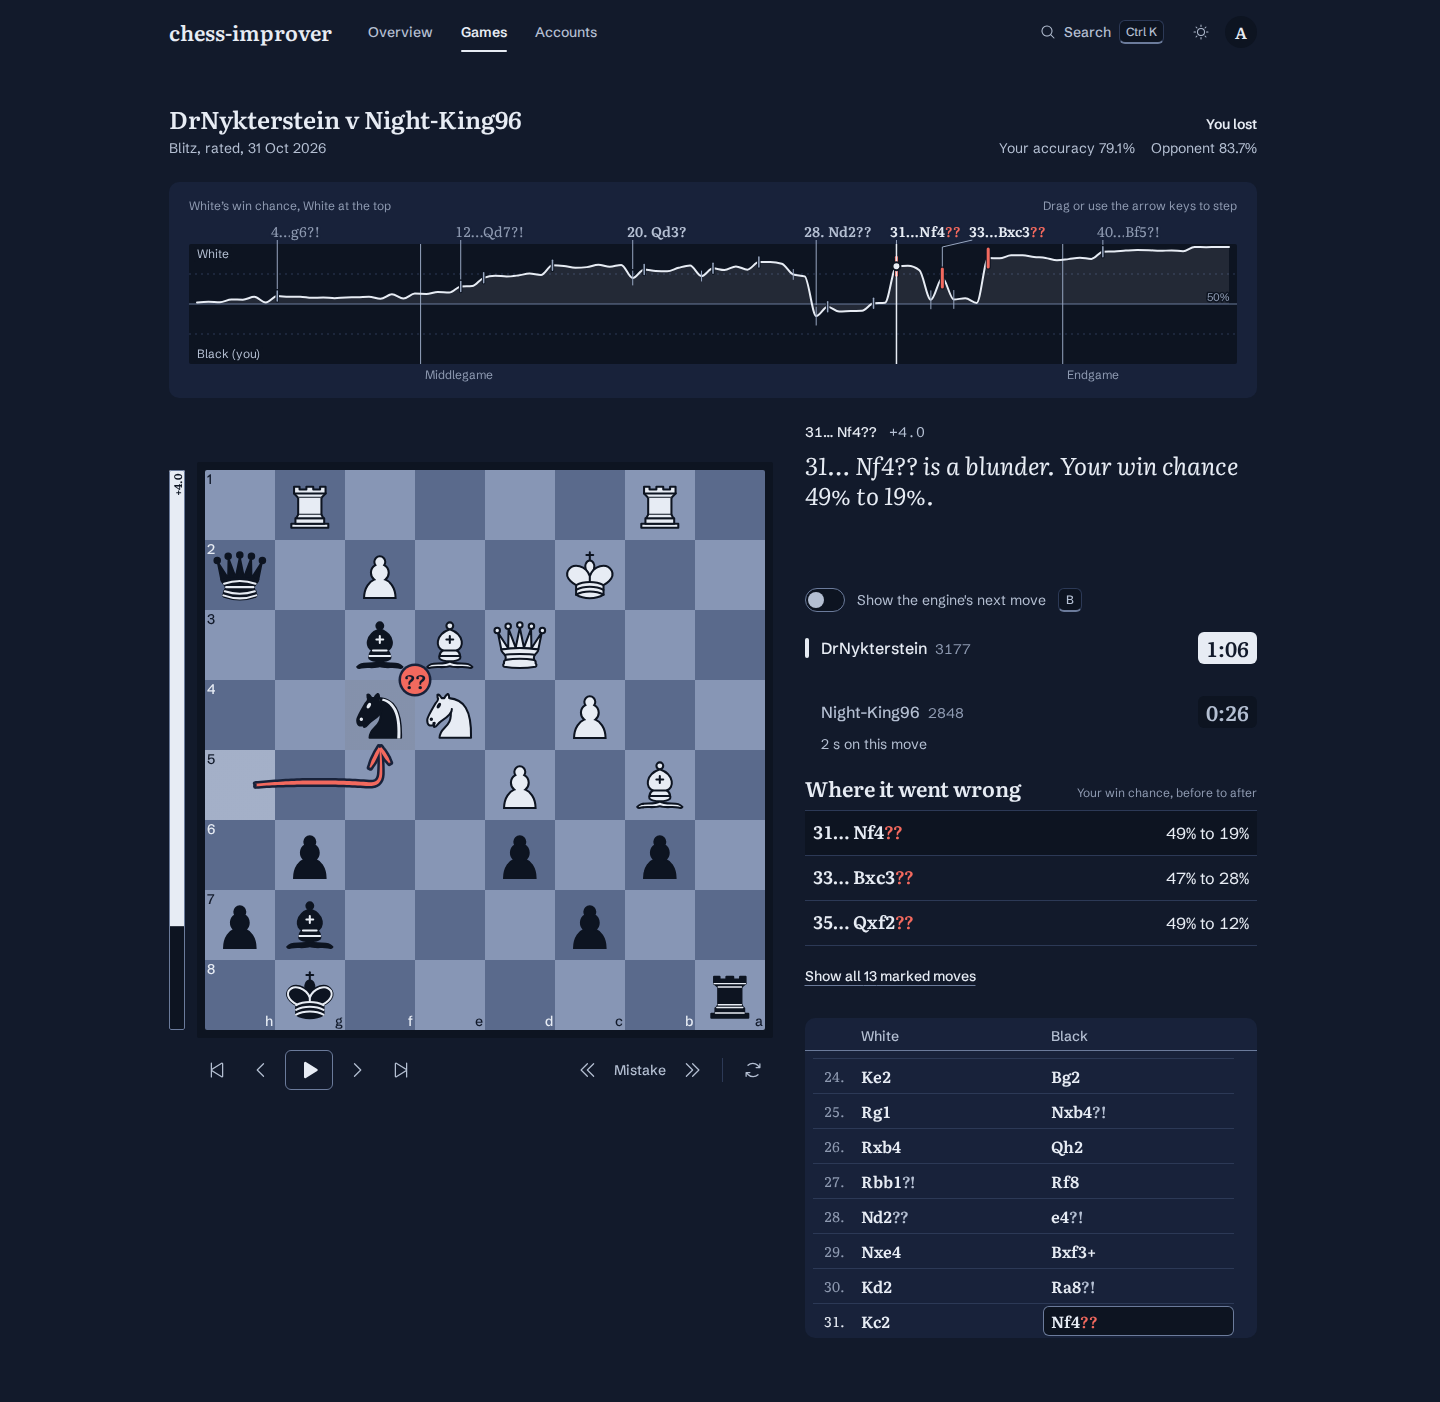 chess-improver Overview Games Accounts Search Ctrl K A
DrNykterstein v Night-King96
You lost
Blitz, rated, 31 Oct 2026
Your accuracy 79.1% Opponent 83.7%
White's win chance, White at the top
Drag or use the arrow keys to step
4…g6?! 12…Qd7?! 20. Qd3? 28. Nd2?? 31…Nf4?? 33…Bxc3?? 40…Bf5?!
White
50%
Black (you)
Middlegame Endgame
31… Nf4?? +4.0
31… Nf4?? is a blunder. Your win chance
49% to 19%.
+4.0
1
2
3
??
4
5
6
7
8
h g f e d c b a
Mistake
Show the engine's next move B
DrNykterstein 3177 1:06
Night-King96 2848 0:26
2 s on this move
Where it went wrong Your win chance, before to after
31… Nf4?? 49% to 19%
33… Bxc3?? 47% to 28%
35… Qxf2?? 49% to 12%
Show all 13 marked moves
White Black
24. Ke2 Bg2
25. Rg1 Nxb4?!
26. Rxb4 Qh2
27. Rbb1?! Rf8
28. Nd2?? e4?!
29. Nxe4 Bxf3+
30. Kd2 Ra8?!
31. Kc2 Nf4??